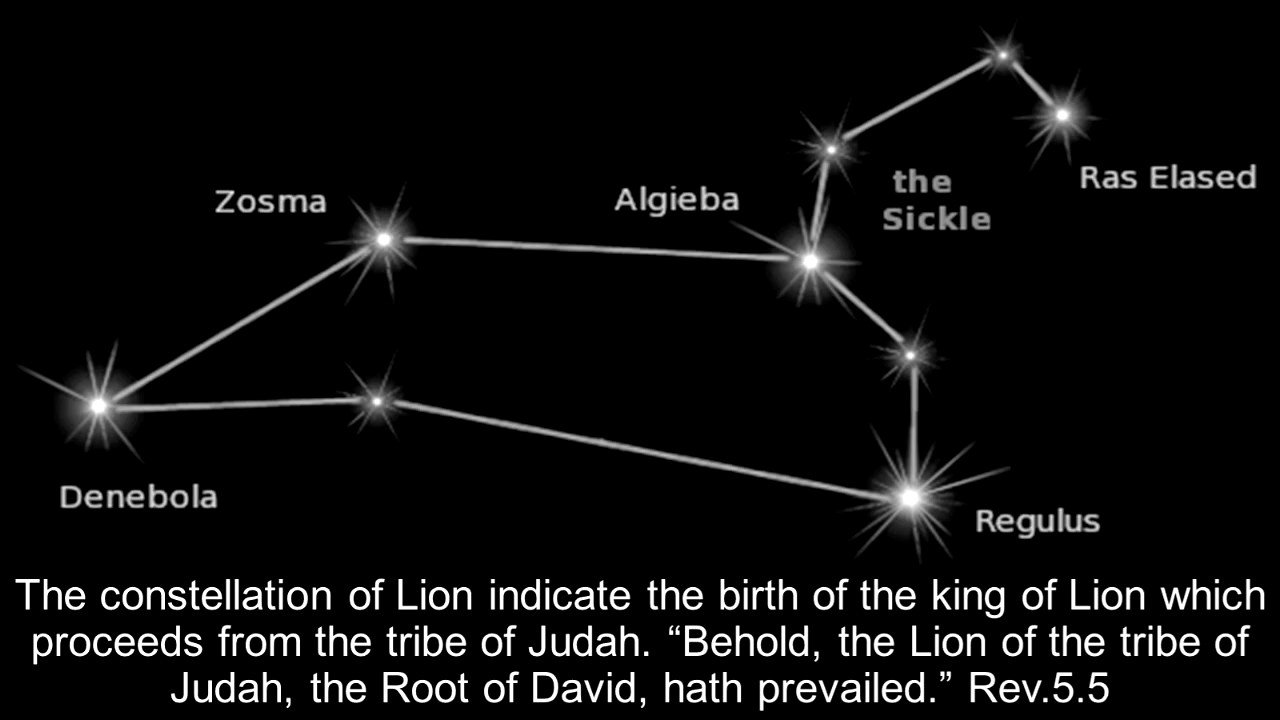 the
Sickle
Ras Elased
Zosma
Algieba
Denebola
Regulus
The constellation of Lion indicate the birth of the king of Lion which
proceeds from the tribe of Judah. “Behold, the Lion of the tribe of
Judah, the Root of David, hath prevailed.” Rev.5.5